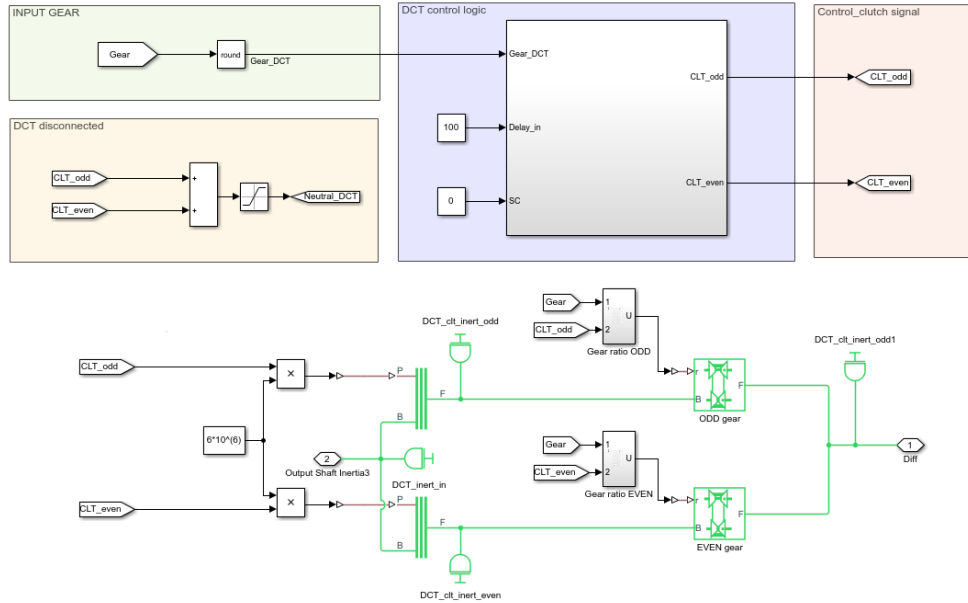 INPUT GEAR
Gear
round
Gear_DCT
DCT control logic
Gear_DCT
100
Delay_in
0
SC
CLT_odd
CLT_even
Control_clutch signal
CLT_odd
CLT_even
DCT disconnected
CLT_odd
CLT_even
+
+
Neutral_DCT
CLT_odd
×
6*10^(6)
CLT_even
×
2
Output Shaft Inertia3
DCT_inert_in
P
B
F
P
B
F
DCT_clt_inert_odd
DCT_clt_inert_even
Gear
CLT_odd
1
2
U
Gear ratio ODD
r
B
F
ODD gear
Gear
CLT_even
1
2
U
Gear ratio EVEN
r
B
F
EVEN gear
DCT_clt_inert_odd1
1
Diff